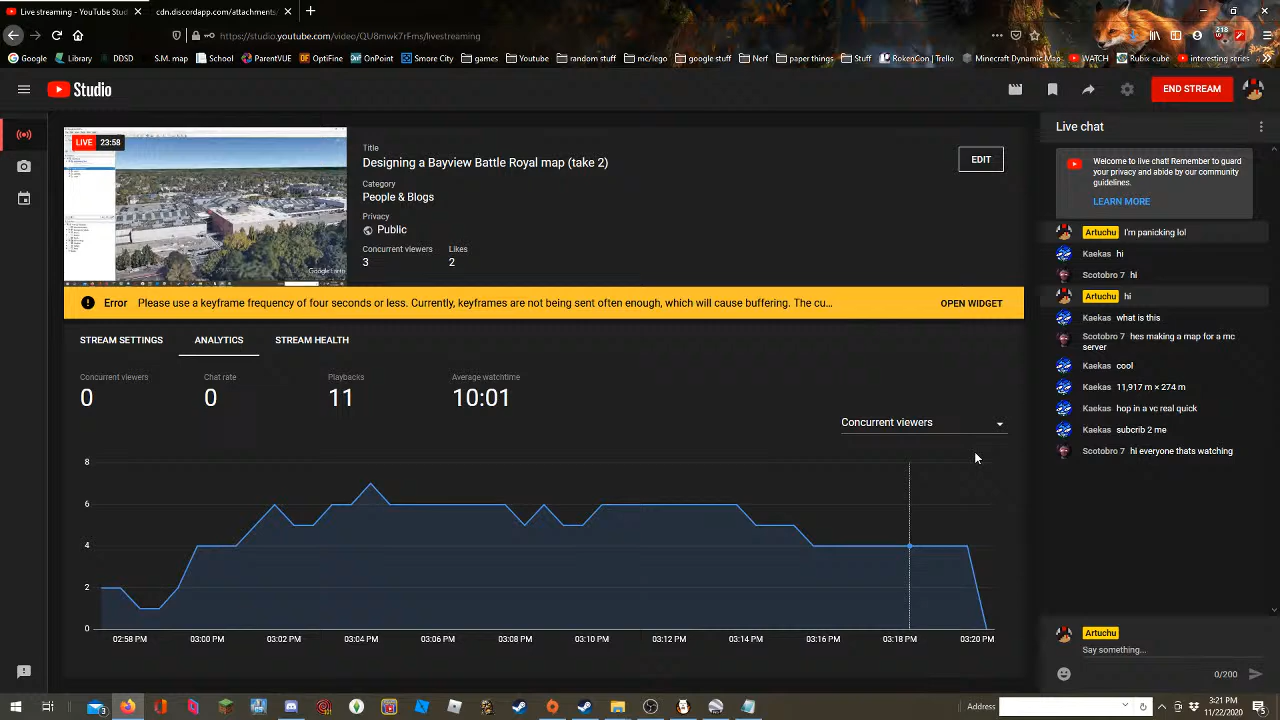 Live streaming - YouTube Stud
cdn.discordapp.com/attachments/
https://studio.youtube.com/video/QU8mwk7rFms/livestreaming
218
Google
Library
DDSD
S.M. map
School
ParentVUE
OptiFine
Fpoint
Smore City
games
Youtube
random stuff
mc/lego
google stuff
Nerf
paper things
Stuff
RokenCon | Trello
Minecraft Dynamic Map
WATCH
Rubix cube
interesting series
Studio
END STREAM
LIVE 23:58
Google Earth
Title
Designing a Bayview Battle Royal map (take 2)
EDIT
Category
People & Blogs
Privacy
Public
Concurrent viewers Likes
3 2
Error Please use a keyframe frequency of four seconds or less. Currently, keyframes are not being sent often enough, which will cause buffering. The cu...
OPEN WIDGET
STREAM SETTINGS
ANALYTICS
STREAM HEALTH
Concurrent viewers Chat rate Playbacks Average watchtime
0 0 11 10:01
Concurrent viewers
8
6
4
2
0
02:58 PM 03:00 PM 03:02 PM 03:04 PM 03:06 PM 03:08 PM 03:10 PM 03:12 PM 03:14 PM 03:16 PM 03:18 PM 03:20 PM
Live chat
Welcome to live chat! Remember to guard
your privacy and abide by our community
guidelines.
LEARN MORE
Artuchu I'm panicking lol
Kaekas hi
Scotobro 7 hi
Artuchu hi
Kaekas what is this
Scotobro 7 hes making a map for a mc
server
Kaekas cool
Kaekas 11,917 m × 274 m
Kaekas hop in a vc real quick
Kaekas subcrib 2 me
Scotobro 7 hi everyone thats watching
Artuchu
Say something...
0/200
3
Address
3:21 PM
11/22/2020